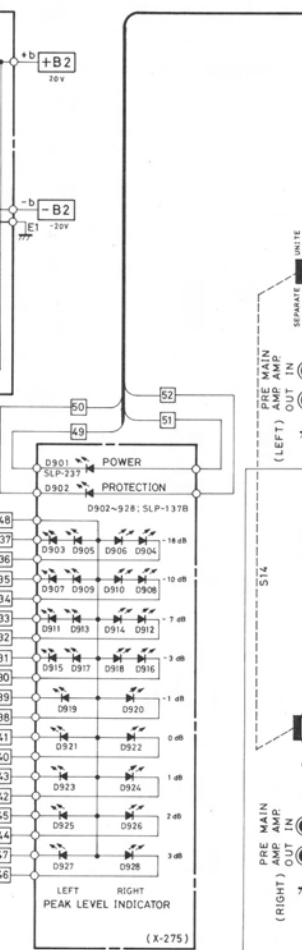 +b
+B2
20V
-b
-B2
-20V
E1
UNITE
SEPARATE
PRE MAIN
AMP. AMP.
OUT IN
(LEFT)
52
50
51
49
D901
SLP-237
POWER
D902
PROTECTION
D902~928; SLP-137B
48
37
D903 D905 D906 D904
-18 dB
36
35
D907 D909 D910 D908
-10 dB
34
33
D911 D913 D914 D912
-7 dB
32
31
D915 D917 D918 D916
-3 dB
30
39
D919 D920
-1 dB
38
41
D921 D922
0 dB
40
43
D923 D924
1 dB
42
45
D925 D926
2 dB
44
47
D927 D928
3 dB
46
LEFT RIGHT
PEAK LEVEL INDICATOR
(X-275)
S14
PRE MAIN
AMP. AMP.
OUT IN
(RIGHT)